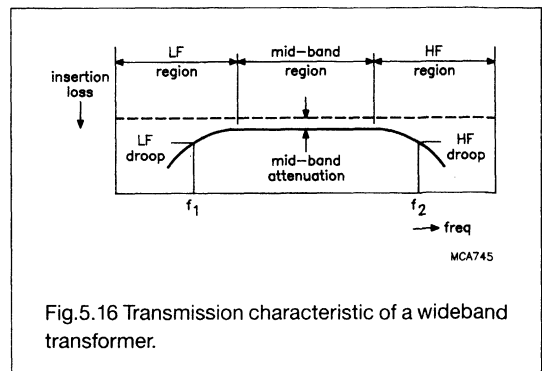 LF region
mid-band region
HF region
insertion loss
LF droop
mid-band attenuation
HF droop
f1
f2
freq
MCA745
Fig.5.16 Transmission characteristic of a wideband
transformer.